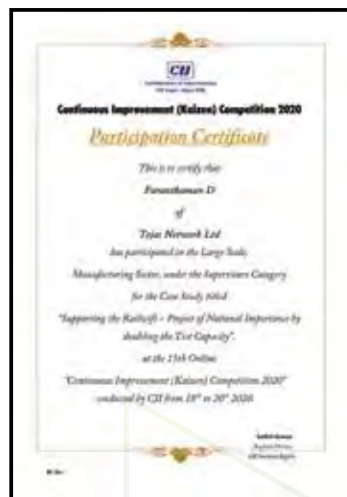 CII
Continuous Improvement (Kaizen) Competition 2020
Participation Certificate
This is to certify that
Paranthaman D
of
Tejas Network Ltd
has participated in the Large Scale
Manufacturing Sector, under the Supervisory Category
for the Case Study titled
"Supporting the Railwifi – Project of National Importance by
doubling the Test Capacity".
at the 15th Online
"Continuous Improvement (Kaizen) Competition 2020"
conducted by CII from 18th to 20th 2020.